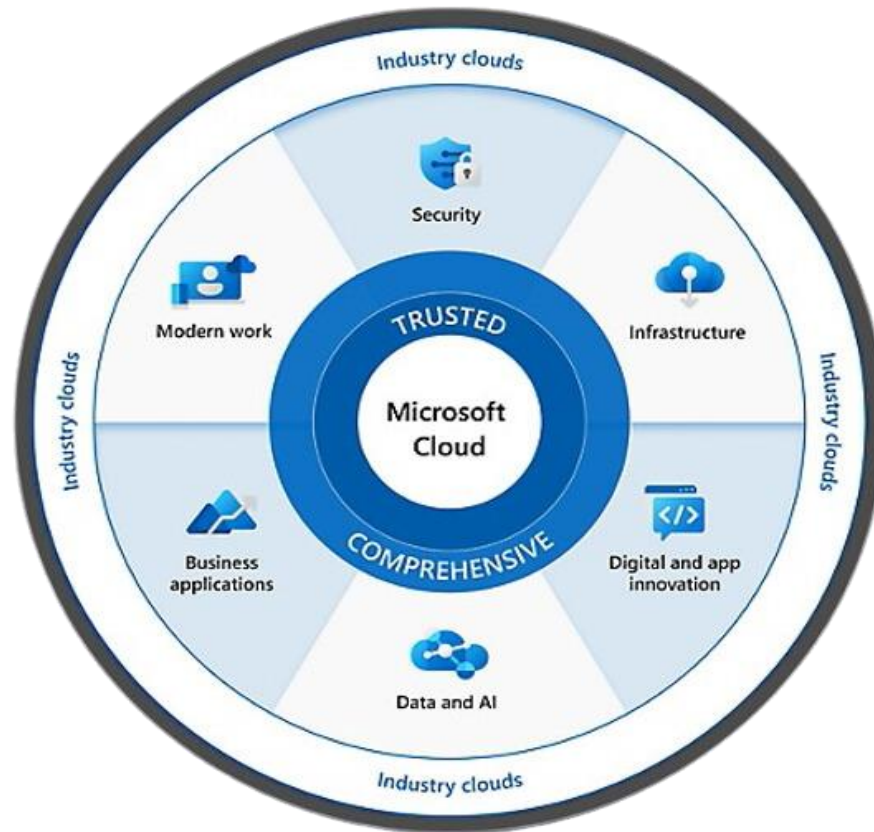 Industry clouds
Security
Modern work
Infrastructure
TRUSTED
Industry clouds
Microsoft
Cloud
Industry clouds
COMPREHENSIVE
Business
applications
Digital and app
innovation
</>
Data and AI
Industry clouds